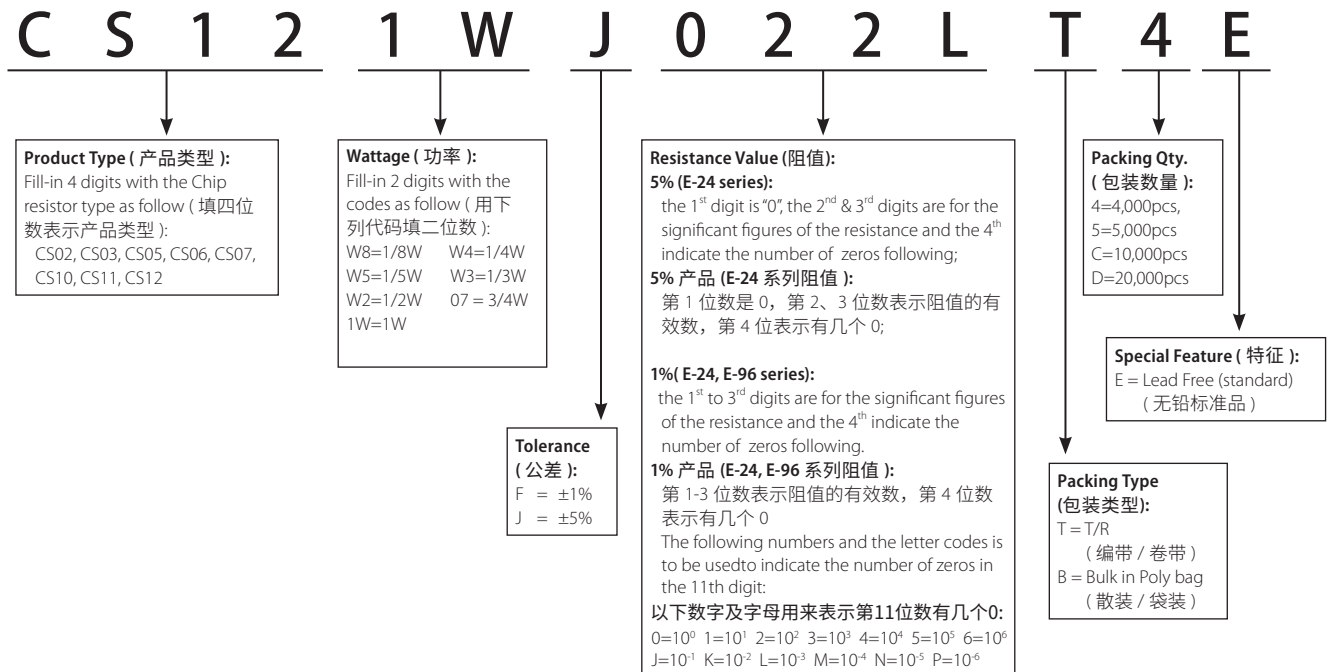 C S 1 2 1 W J 0 2 2 L T 4 E
Product Type ( 产品类型 ):
Fill-in 4 digits with the Chip
resistor type as follow ( 填四位
数表示产品类型 ):
CS02, CS03, CS05, CS06, CS07,
CS10, CS11, CS12
Wattage ( 功率 ):
Fill-in 2 digits with the
codes as follow ( 用下
列代码填二位数 ):
W8=1/8W W4=1/4W
W5=1/5W W3=1/3W
W2=1/2W 07 = 3/4W
1W=1W
Tolerance
( 公差 ):
F = ±1%
J = ±5%
Resistance Value (阻值):
5% (E-24 series):
the 1st digit is "0", the 2nd & 3rd digits are for the
significant figures of the resistance and the 4th
indicate the number of zeros following;
5% 产品 (E-24 系列阻值 ):
第 1 位数是 0，第 2、3 位数表示阻值的有
效数，第 4 位表示有几个 0;
1%( E-24, E-96 series):
the 1st to 3rd digits are for the significant figures
of the resistance and the 4th indicate the
number of zeros following.
1% 产品 (E-24, E-96 系列阻值 ):
第 1-3 位数表示阻值的有效数，第 4 位数
表示有几个 0
The following numbers and the letter codes is
to be usedto indicate the number of zeros in
the 11th digit:
以下数字及字母用来表示第11位数有几个0:
0=10⁰ 1=10¹ 2=10² 3=10³ 4=10⁴ 5=10⁵ 6=10⁶
J=10⁻¹ K=10⁻² L=10⁻³ M=10⁻⁴ N=10⁻⁵ P=10⁻⁶
Packing Qty.
( 包装数量 ):
4=4,000pcs,
5=5,000pcs
C=10,000pcs
D=20,000pcs
Special Feature ( 特征 ):
E = Lead Free (standard)
( 无铅标准品 )
Packing Type
(包装类型):
T = T/R
( 编带 / 卷带 )
B = Bulk in Poly bag
( 散装 / 袋装 )